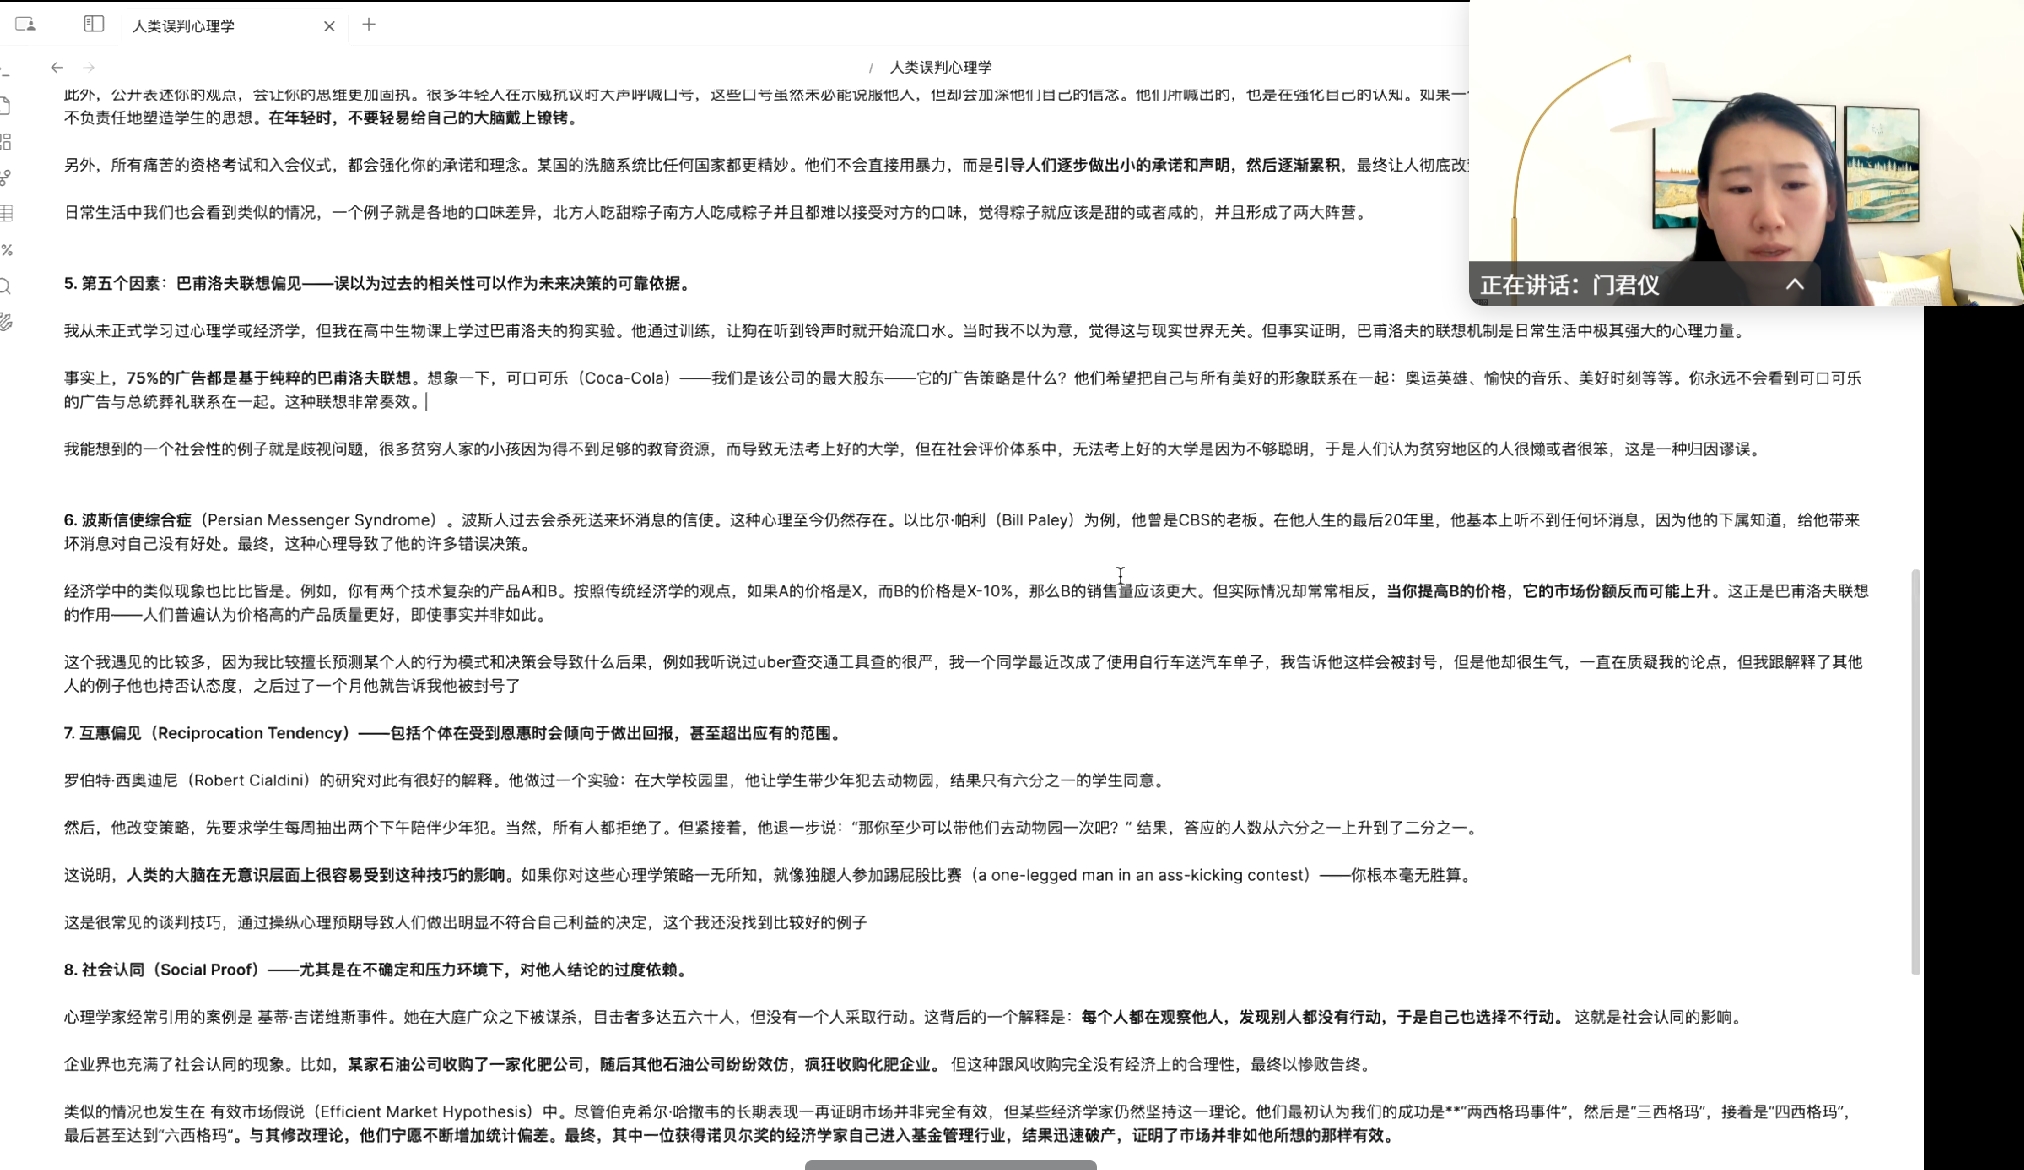 人类误判心理学
/ 人类误判心理学
此外，公开表述你的观点，会让你的思维更加固执。很多年轻人在示威抗议时大声呼喊口号，这些口号虽然未必能说服他人，但却会加深他们自己的信念。他们所喊出的，也是在强化自己的认知。如果一
不负责任地塑造学生的思想。在年轻时，不要轻易给自己的大脑戴上镣铐。
另外，所有痛苦的资格考试和入会仪式，都会强化你的承诺和理念。某国的洗脑系统比任何国家都更精妙。他们不会直接用暴力，而是引导人们逐步做出小的承诺和声明，然后逐渐累积，最终让人彻底改
日常生活中我们也会看到类似的情况，一个例子就是各地的口味差异，北方人吃甜粽子南方人吃咸粽子并且都难以接受对方的口味，觉得粽子就应该是甜的或者咸的，并且形成了两大阵营。
正在讲话：门君仪
5. 第五个因素：巴甫洛夫联想偏见——误以为过去的相关性可以作为未来决策的可靠依据。
我从未正式学习过心理学或经济学，但我在高中生物课上学过巴甫洛夫的狗实验。他通过训练，让狗在听到铃声时就开始流口水。当时我不以为意，觉得这与现实世界无关。但事实证明，巴甫洛夫的联想机制是日常生活中极其强大的心理力量。
事实上，75%的广告都是基于纯粹的巴甫洛夫联想。想象一下，可口可乐（Coca-Cola）——我们是该公司的最大股东——它的广告策略是什么？他们希望把自己与所有美好的形象联系在一起：奥运英雄、愉快的音乐、美好时刻等等。你永远不会看到可口可乐
的广告与总统葬礼联系在一起。这种联想非常奏效。
我能想到的一个社会性的例子就是歧视问题，很多贫穷人家的小孩因为得不到足够的教育资源，而导致无法考上好的大学，但在社会评价体系中，无法考上好的大学是因为不够聪明，于是人们认为贫穷地区的人很懒或者很笨，这是一种归因谬误。
6. 波斯信使综合症（Persian Messenger Syndrome）。波斯人过去会杀死送来坏消息的信使。这种心理至今仍然存在。以比尔·帕利（Bill Paley）为例，他曾是CBS的老板。在他人生的最后20年里，他基本上听不到任何坏消息，因为他的下属知道，给他带来
坏消息对自己没有好处。最终，这种心理导致了他的许多错误决策。
经济学中的类似现象也比比皆是。例如，你有两个技术复杂的产品A和B。按照传统经济学的观点，如果A的价格是X，而B的价格是X-10%，那么B的销售量应该更大。但实际情况却常常相反，当你提高B的价格，它的市场份额反而可能上升。这正是巴甫洛夫联想
的作用——人们普遍认为价格高的产品质量更好，即使事实并非如此。
这个我遇见的比较多，因为我比较擅长预测某个人的行为模式和决策会导致什么后果，例如我听说过uber查交通工具查的很严，我一个同学最近改成了使用自行车送汽车单子，我告诉他这样会被封号，但是他却很生气，一直在质疑我的论点，但我跟解释了其他
人的例子他也持否认态度，之后过了一个月他就告诉我他被封号了
7. 互惠偏见（Reciprocation Tendency）——包括个体在受到恩惠时会倾向于做出回报，甚至超出应有的范围。
罗伯特·西奥迪尼（Robert Cialdini）的研究对此有很好的解释。他做过一个实验：在大学校园里，他让学生带少年犯去动物园，结果只有六分之一的学生同意。
然后，他改变策略，先要求学生每周抽出两个下午陪伴少年犯。当然，所有人都拒绝了。但紧接着，他退一步说：“那你至少可以带他们去动物园一次吧？”结果，答应的人数从六分之一上升到了二分之一。
这说明，人类的大脑在无意识层面上很容易受到这种技巧的影响。如果你对这些心理学策略一无所知，就像独腿人参加踢屁股比赛（a one-legged man in an ass-kicking contest）——你根本毫无胜算。
这是很常见的谈判技巧，通过操纵心理预期导致人们做出明显不符合自己利益的决定，这个我还没找到比较好的例子
8. 社会认同（Social Proof）——尤其是在不确定和压力环境下，对他人结论的过度依赖。
心理学家经常引用的案例是 基蒂·吉诺维斯事件。她在大庭广众之下被谋杀，目击者多达五六十人，但没有一个人采取行动。这背后的一个解释是：每个人都在观察他人，发现别人都没有行动，于是自己也选择不行动。 这就是社会认同的影响。
企业界也充满了社会认同的现象。比如，某家石油公司收购了一家化肥公司，随后其他石油公司纷纷效仿，疯狂收购化肥企业。 但这种跟风收购完全没有经济上的合理性，最终以惨败告终。
类似的情况也发生在 有效市场假说（Efficient Market Hypothesis）中。尽管伯克希尔·哈撒韦的长期表现一再证明市场并非完全有效，但某些经济学家仍然坚持这一理论。他们最初认为我们的成功是**“两西格玛事件”，然后是“三西格玛”，接着是“四西格玛”，
最后甚至达到“六西格玛”。与其修改理论，他们宁愿不断增加统计偏差。最终，其中一位获得诺贝尔奖的经济学家自己进入基金管理行业，结果迅速破产，证明了市场并非如他所想的那样有效。